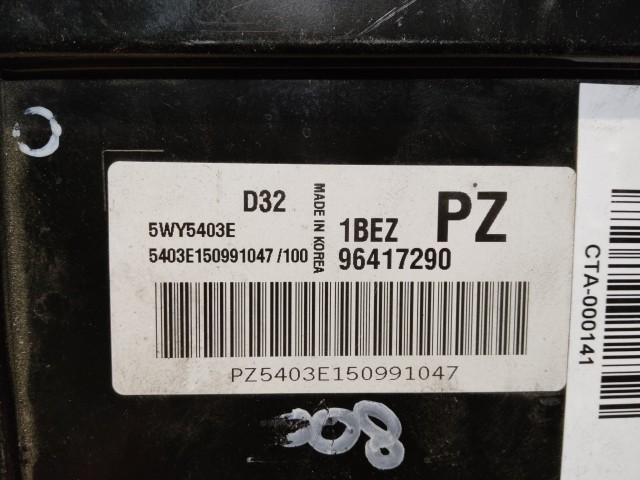 D32
MADE IN KOREA
PZ
5WY5403E
1BEZ
5403E150991047 /100
96417290
PZ5403E150991047
CTA-000141